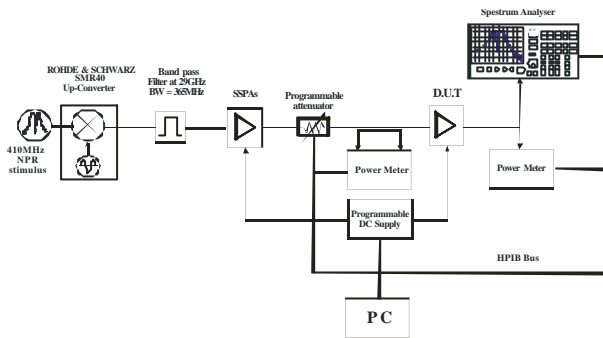 Spestrum Analyser
ROHDE & SCHWARZ
SMR40
Up-Converter
Band pass
Filter at 29GHz
BW = 365MHz
SSPAs
Programmable
attenuator
D.U.T
410MHz
NPR
stimulus
Power Meter
Power Meter
Programmable
DC Supply
HPIB Bus
PC